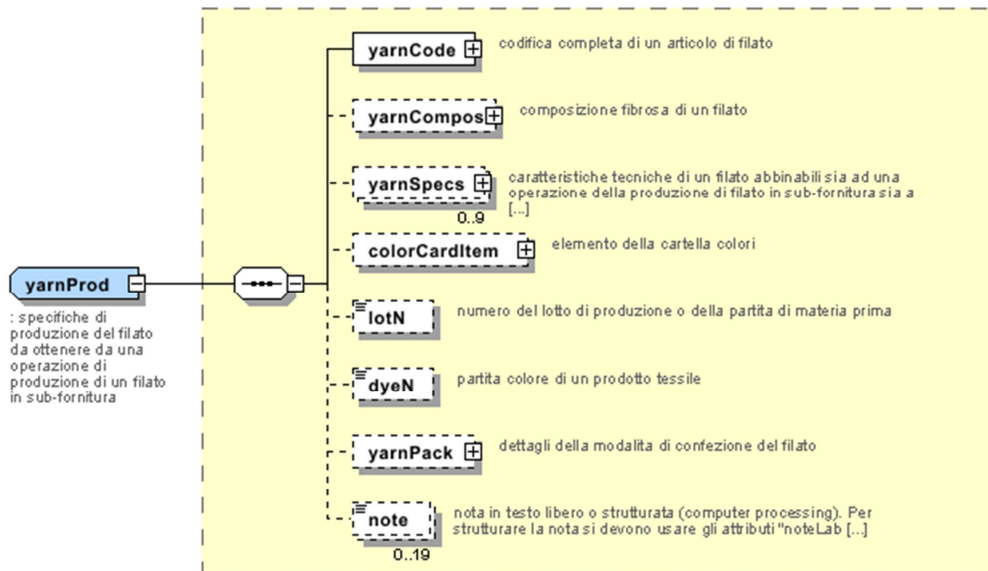 yarnCode
codifica completa di un articolo di filato
yarnCompos
composizione fibrosa di un filato
yarnSpecs
caratteristiche tecniche di un filato abbinabili sia ad una
operazione della produzione di filato in sub-fornitura sia a
[...]
0..9
colorCardItem
elemento della cartella colori
yarnProd
: specifiche di
produzione del filato
da ottenere da una
operazione di
produzione di un filato
in sub-fornitura
lotN
numero del lotto di produzione o della partita di materia prima
dyeN
partita colore di un prodotto tessile
yarnPack
dettagli della modalita di confezione del filato
note
nota in testo libero o strutturata (computer processing). Per
strutturare la nota si devono usare gli attributi "noteLab [...]
0..19